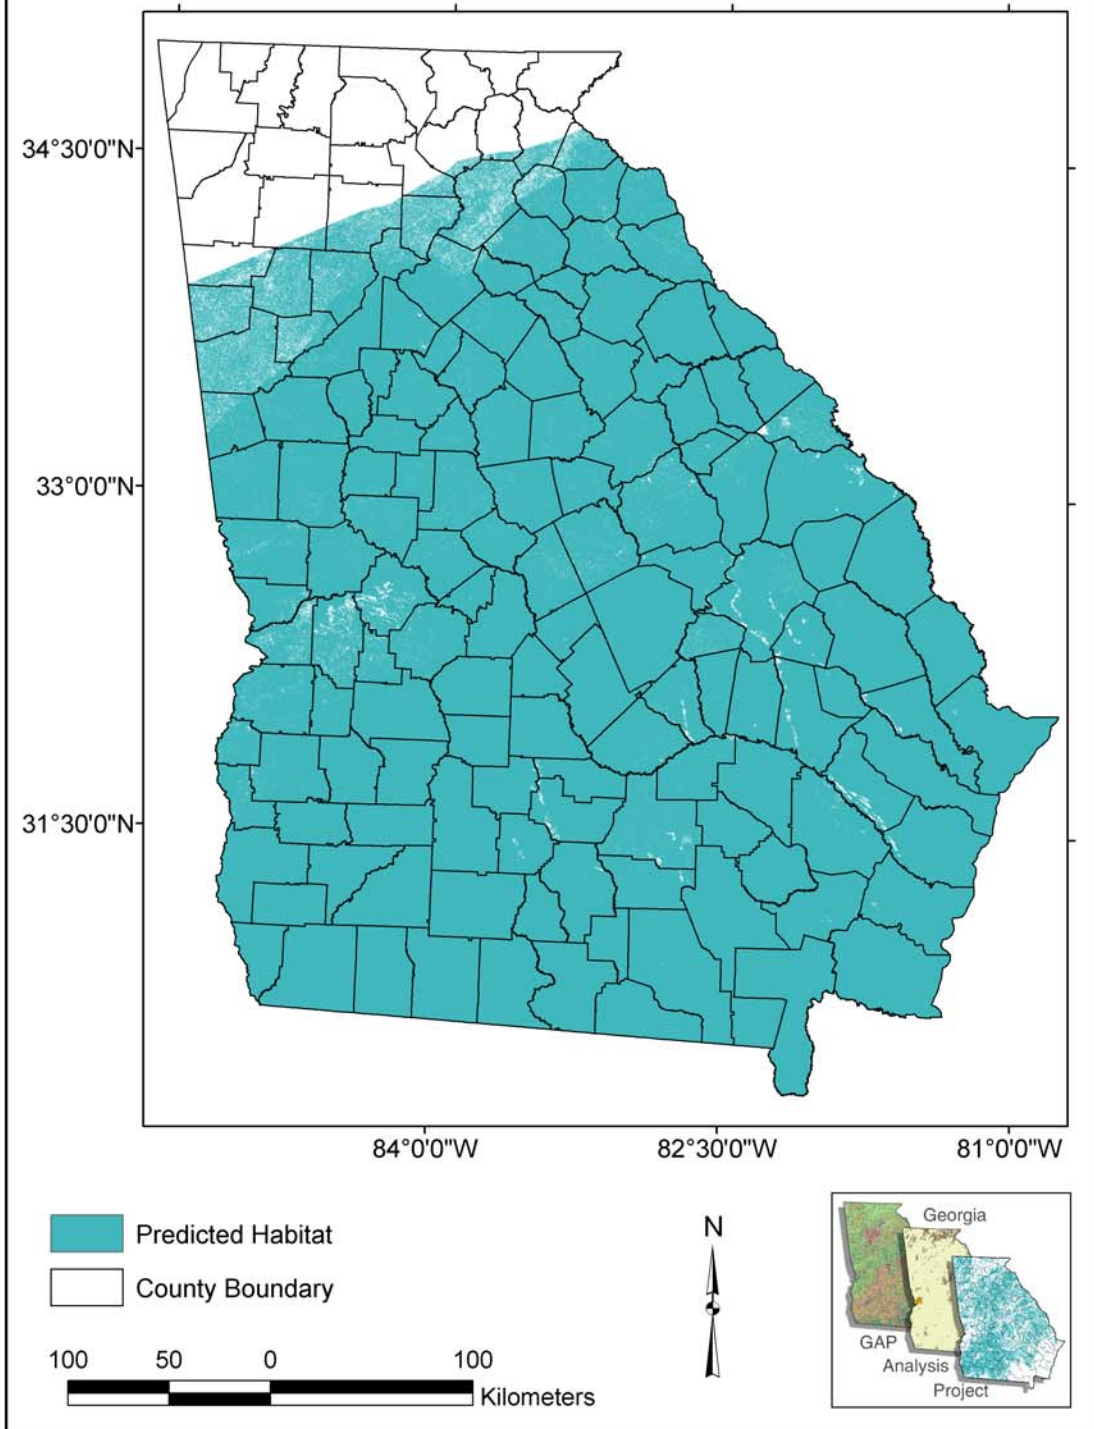 34°30'0"N
33°0'0"N
31°30'0"N
84°0'0"W 82°30'0"W 81°0'0"W
Predicted Habitat
County Boundary
100 50 0 100
Kilometers
N
Georgia
GAP
Analysis
Project